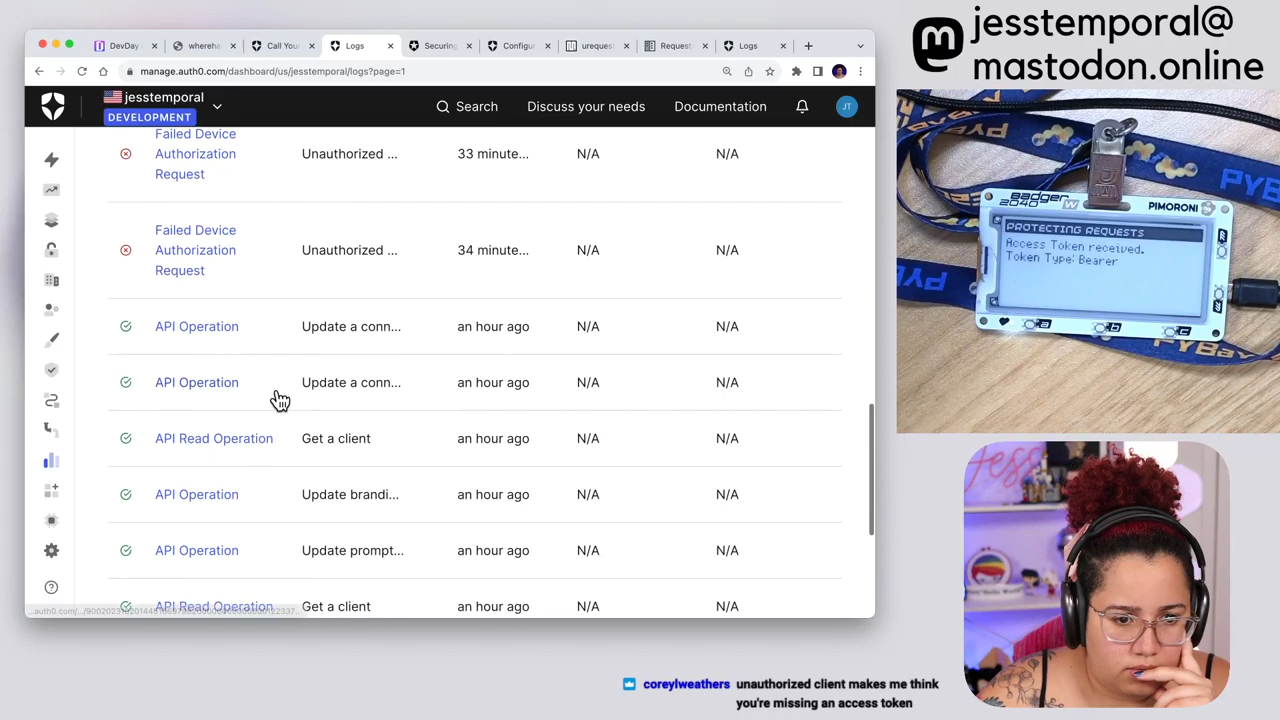 jesstemporal@
mastodon.online
DevDay
whereha
Call You
Logs
Securing
Configur
urequest
Request
Logs
manage.auth0.com/dashboard/us/jesstemporal/logs?page=1
jesstemporal
DEVELOPMENT
Search
Discuss your needs
Documentation
JT
Failed Device
Authorization
Request
Unauthorized ...
33 minute...
N/A
N/A
Failed Device
Authorization
Request
Unauthorized ...
34 minute...
N/A
N/A
API Operation
Update a conn...
an hour ago
N/A
N/A
API Operation
Update a conn...
an hour ago
N/A
N/A
API Read Operation
Get a client
an hour ago
N/A
N/A
API Operation
Update brandi...
an hour ago
N/A
N/A
API Operation
Update prompt...
an hour ago
N/A
N/A
API Read Operation
Get a client
an hour ago
N/A
N/A
Badger
2040 W
PIMORONI
PROTECTING REQUESTS
Access Token received.
Token Type: Bearer
a
b
c
PYBay
PYBay
coreylweathers unauthorized client makes me think
you're missing an access token